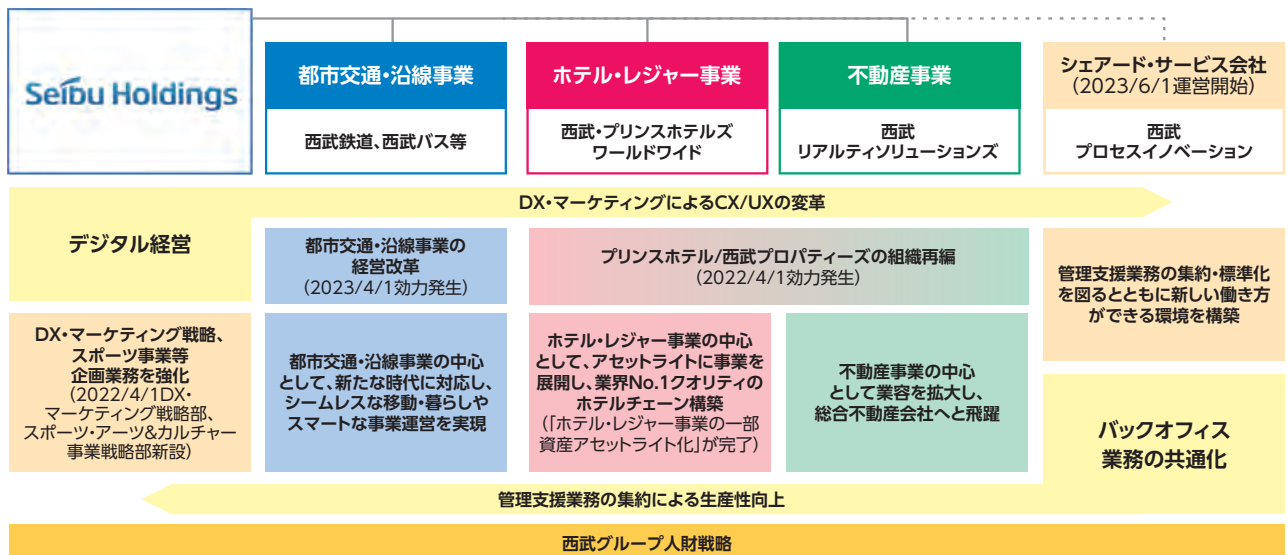 Seibu Holdings
都市交通・沿線事業
西武鉄道、西武バス等
ホテル・レジャー事業
西武・プリンスホテルズ
ワールドワイド
不動産事業
西武
リアルティソリューションズ
シェアード・サービス会社
(2023/6/1運営開始)
西武
プロセスイノベーション
DX・マーケティングによるCX/UXの変革
デジタル経営
都市交通・沿線事業の
経営改革
(2023/4/1効力発生)
プリンスホテル/西武プロパティーズの組織再編
(2022/4/1効力発生)
管理支援業務の集約・標準化
を図るとともに新しい働き方
ができる環境を構築
DX・マーケティング戦略、
スポーツ事業等
企画業務を強化
(2022/4/1DX・
マーケティング戦略部、
スポーツ・アーツ&カルチャー
事業戦略部新設)
都市交通・沿線事業の中心
として、新たな時代に対応し、
シームレスな移動・暮らしや
スマートな事業運営を実現
ホテル・レジャー事業の中心
として、アセットライトに事業を
展開し、業界No.1クオリティの
ホテルチェーン構築
(「ホテル・レジャー事業の一部
資産アセットライト化」が完了)
不動産事業の中心
として業容を拡大し、
総合不動産会社へと飛躍
バックオフィス
業務の共通化
管理支援業務の集約による生産性向上
西武グループ人財戦略